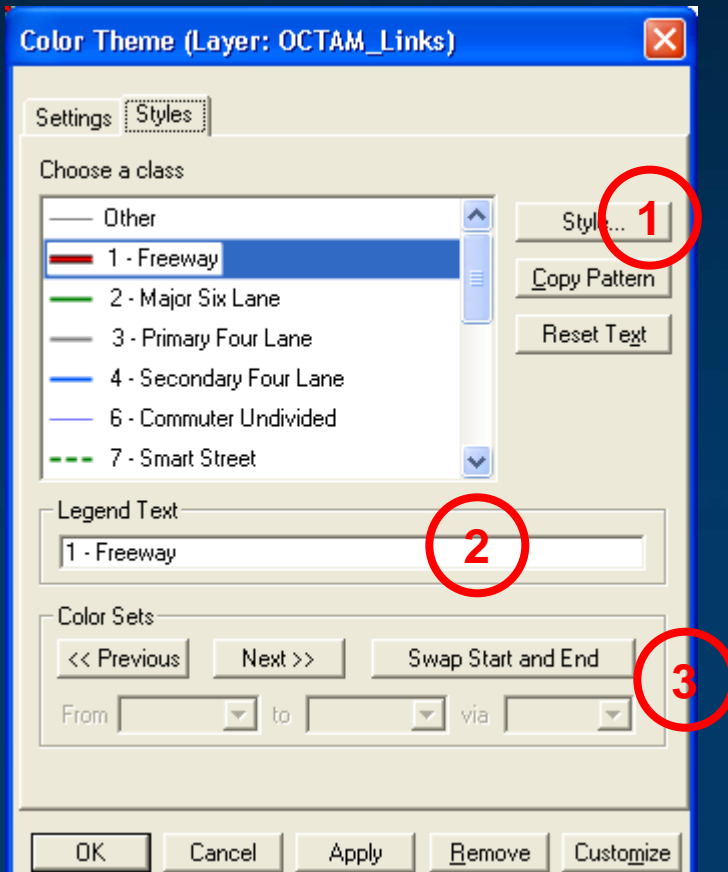 Color Theme (Layer: OCTAM_Links)
Settings Styles
Choose a class
Other
1 - Freeway
2 - Major Six Lane
3 - Primary Four Lane
4 - Secondary Four Lane
6 - Commuter Undivided
7 - Smart Street
Style... 1
Copy Pattern
Reset Text
Legend Text
1 - Freeway 2
Color Sets
<< Previous Next >> Swap Start and End 3
From to via
OK Cancel Apply Remove Customize